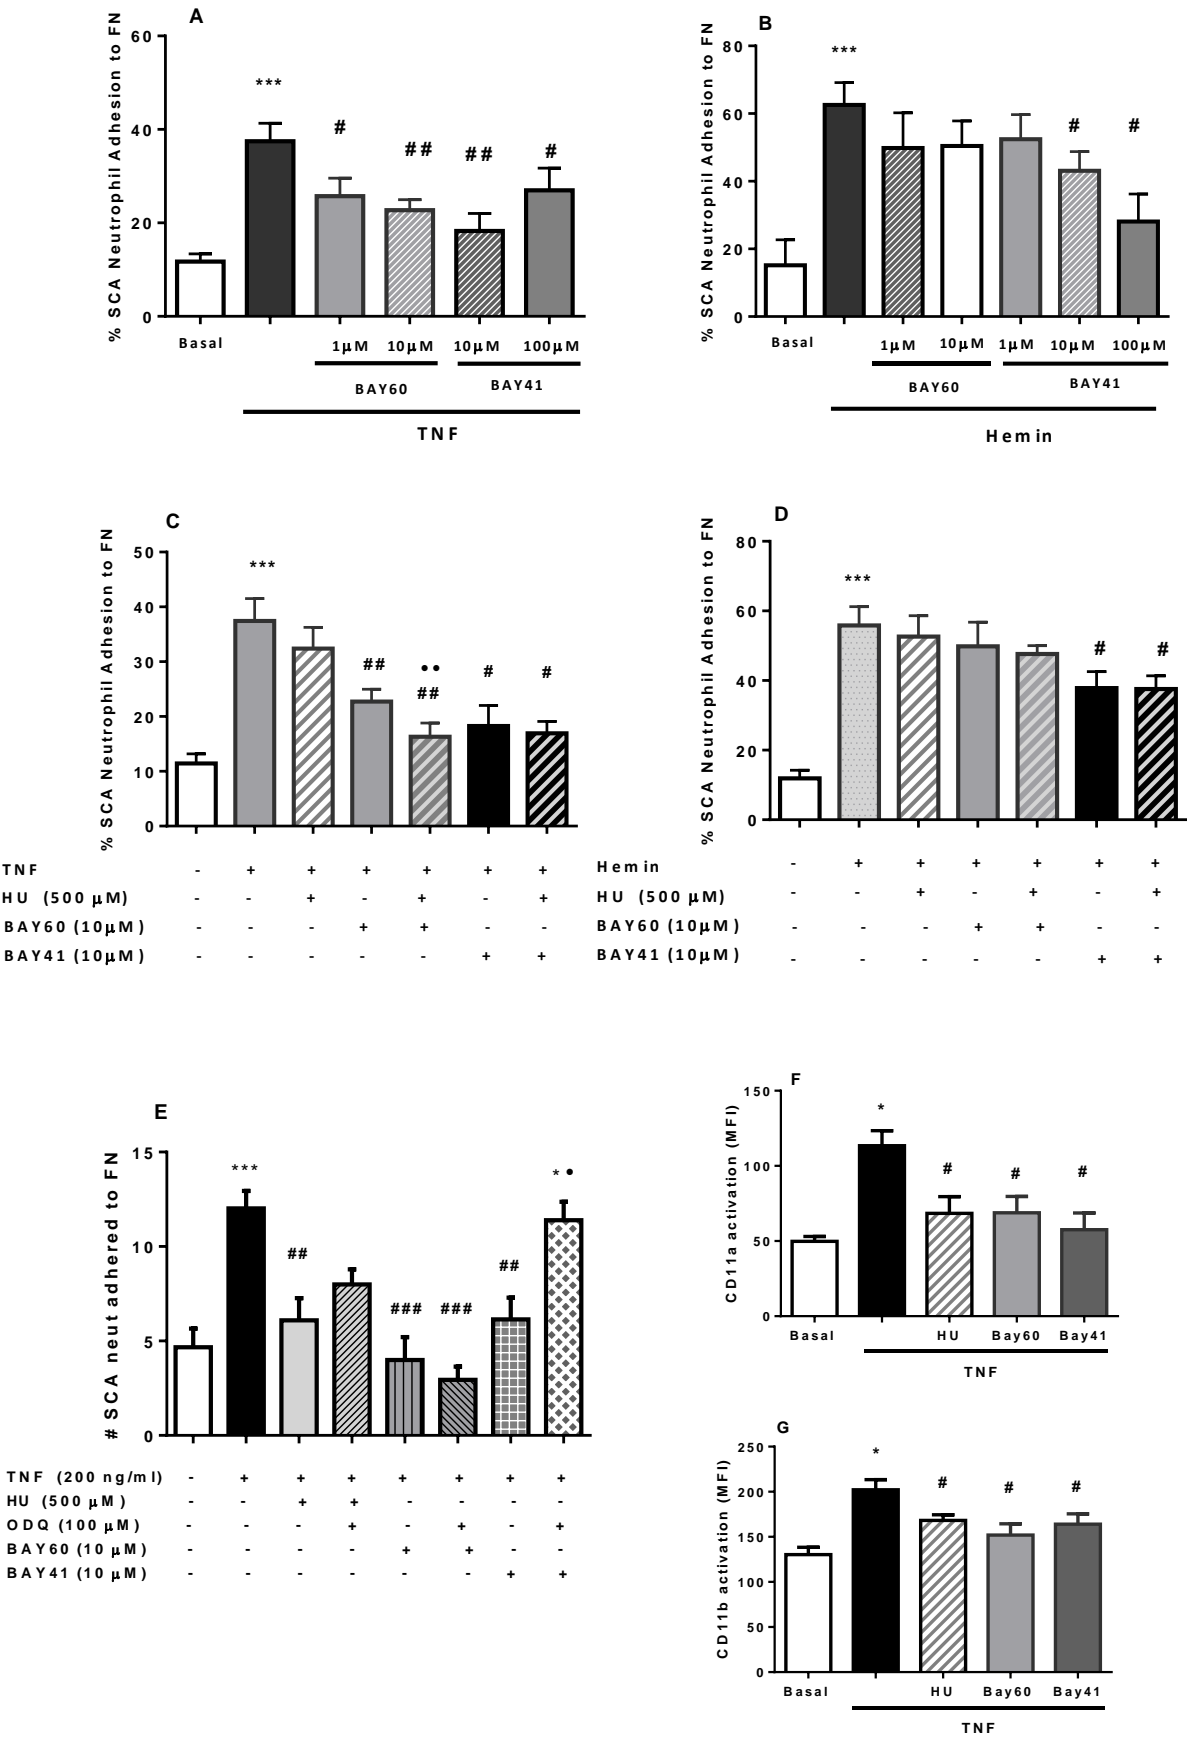 A
% SCA Neutrophil Adhesion to FN
60
40
20
0
***
#
##
##
#
Basal
1µM 10µM 10µM 100µM
BAY60 BAY41
TNF
B
% SCA Neutrophil Adhesion to FN
80
60
40
20
0
***
#
#
Basal
1µM 10µM 1µM 10µM 100µM
BAY60 BAY41
Hemin
C
% SCA Neutrophil Adhesion to FN
50
40
30
20
10
0
***
##
••
##
#
#
TNF - + + + + + +
HU (500 µM) - - + - + - +
BAY60 (10µM) - - - + + - -
BAY41 (10µM) - - - - - + +
D
% SCA Neutrophil Adhesion to FN
80
60
40
20
0
***
#
#
Hemin - + + + + + +
HU (500 µM) - - + - + - +
BAY60 (10µM) - - - + + - -
BAY41 (10µM) - - - - - + +
E
# SCA neut adhered to FN
15
10
5
0
***
##
###
###
##
* •
TNF (200 ng/ml) - + + + + + + +
HU (500 µM) - - + + - - - -
ODQ (100 µM) - - - + - + - +
BAY60 (10 µM) - - - - + + - -
BAY41 (10 µM) - - - - - - + +
F
CD11a activation (MFI)
150
100
50
0
*
#
#
#
Basal HU Bay60 Bay41
TNF
G
CD11b activation (MFI)
250
200
150
100
50
0
*
#
#
#
Basal HU Bay60 Bay41
TNF